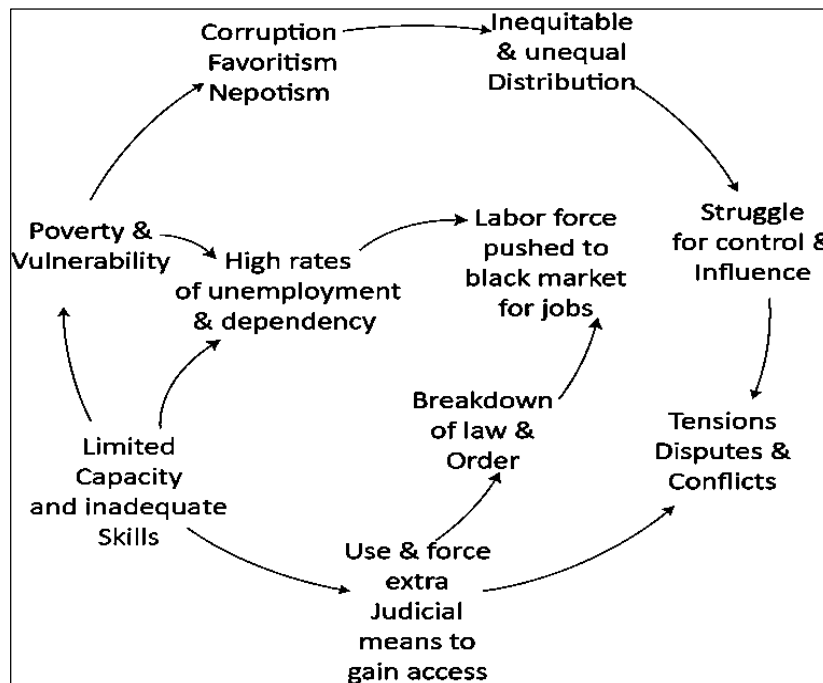 Corruption
Favoritism
Nepotism
Inequitable
& unequal
Distribution
Poverty &
Vulnerability
High rates
of unemployment
& dependency
Labor force
pushed to
black market
for jobs
Struggle
for control &
Influence
Limited
Capacity
and inadequate
Skills
Breakdown
of law &
Order
Tensions
Disputes &
Conflicts
Use & force
extra
Judicial
means to
gain access